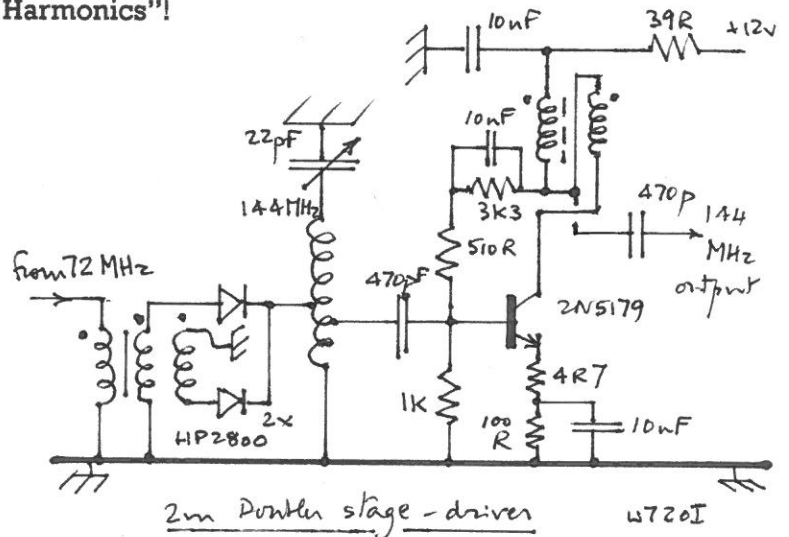 Harmonics"!
10nF
39R
+12v
22pF
10nF
144MHz
3K3
470p
144
MHz
output
510R
from 72 MHz
470pF
2N5179
4R7
1K
100
R
10nF
2x
HP2800
2m Doubler stage - driver
W7ZOI